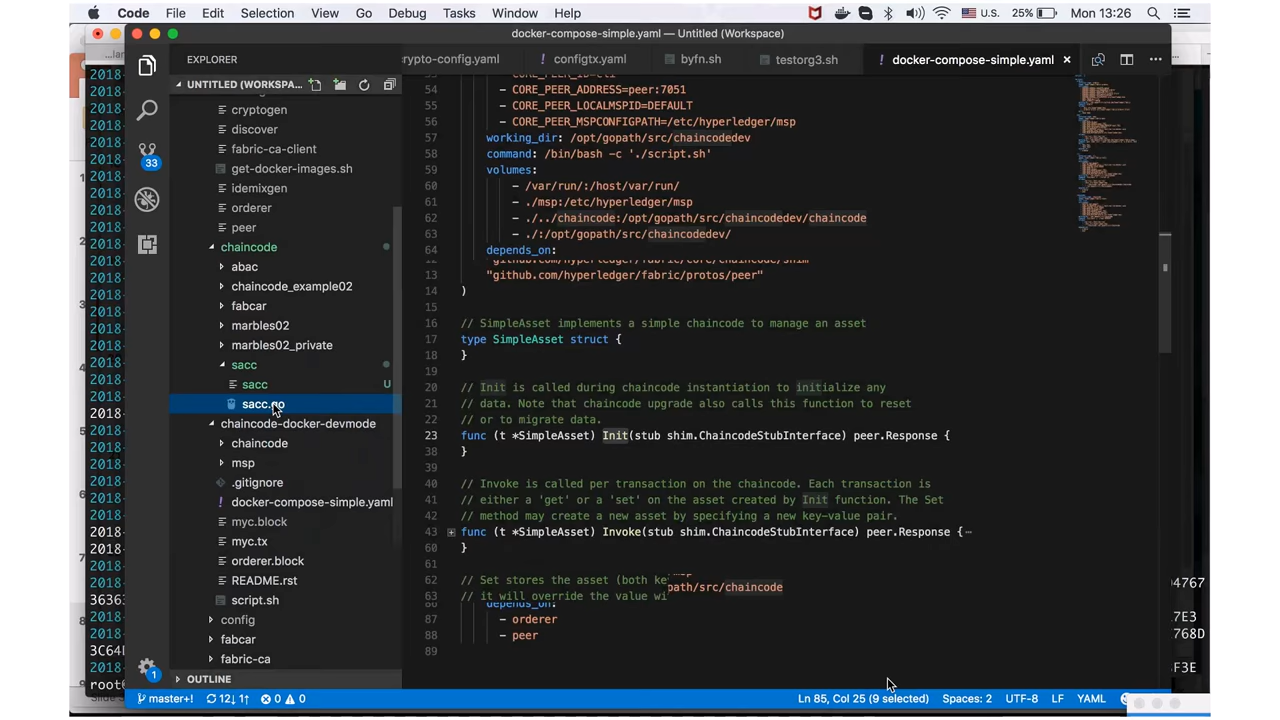 Code File Edit Selection View Go Debug Tasks Window Help U.S. 25% Mon 13:26
docker-compose-simple.yaml — Untitled (Workspace)
EXPLORER
crypto-config.yaml configtx.yaml byfn.sh testorg3.sh docker-compose-simple.yaml
UNTITLED (WORKSPA...
cryptogen
discover
fabric-ca-client
get-docker-images.sh
idemixgen
orderer
peer
chaincode
abac
chaincode_example02
fabcar
marbles02
marbles02_private
sacc
sacc U
sacc.go
chaincode-docker-devmode
chaincode
msp
.gitignore
docker-compose-simple.yaml
myc.block
myc.tx
orderer.block
README.rst
script.sh
config
fabcar
fabric-ca
OUTLINE
33
1
54 - CORE_PEER_ADDRESS=peer:7051
55 - CORE_PEER_LOCALMSPID=DEFAULT
56 - CORE_PEER_MSPCONFIGPATH=/etc/hyperledger/msp
57 working_dir: /opt/gopath/src/chaincodedev
58 command: /bin/bash -c './script.sh'
59 volumes:
60 - /var/run/:/host/var/run/
61 - ./msp:/etc/hyperledger/msp
62 - ./../chaincode:/opt/gopath/src/chaincodedev/chaincode
63 - ./:/opt/gopath/src/chaincodedev/
64 depends_on:
12 "github.com/hyperledger/fabric/core/chaincode/shim"
13 "github.com/hyperledger/fabric/protos/peer"
14 )
15
16 // SimpleAsset implements a simple chaincode to manage an asset
17 type SimpleAsset struct {
18 }
19
20 // Init is called during chaincode instantiation to initialize any
21 // data. Note that chaincode upgrade also calls this function to reset
22 // or to migrate data.
23 func (t *SimpleAsset) Init(stub shim.ChaincodeStubInterface) peer.Response {
38 }
39
40 // Invoke is called per transaction on the chaincode. Each transaction is
41 // either a 'get' or a 'set' on the asset created by Init function. The Set
42 // method may create a new asset by specifying a new key-value pair.
43 func (t *SimpleAsset) Invoke(stub shim.ChaincodeStubInterface) peer.Response {…
60 }
61
62 // Set stores the asset (both ke
path/src/chaincode
63 // it will override the value wi
depends_on:
87 - orderer
88 - peer
89
master+! 12↓ 1↑ 0 0 Ln 85, Col 25 (9 selected) Spaces: 2 UTF-8 LF YAML